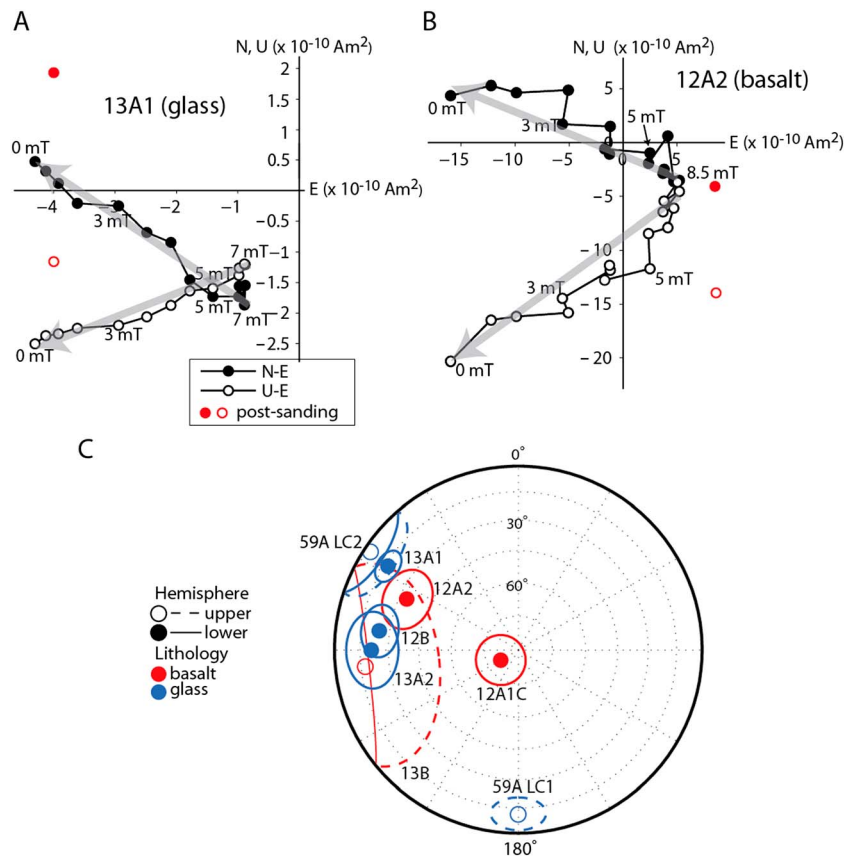 A
N, U (x 10-10 Am2)
2
13A1 (glass)
1.5
1
0 mT
0.5
E (x 10-10 Am2)
−4
−3
−2
−1
3 mT
−0.5
−1
7 mT
5 mT
−1.5
5 mT
−2
7 mT
3 mT
0 mT
−2.5
N-E
U-E
post-sanding
B
N, U (x 10-10 Am2)
12A2 (basalt)
5
0 mT
3 mT
5 mT
0
E (x 10-10 Am2)
−15
−10
−5
0
5
8.5 mT
−5
−10
5 mT
3 mT
−15
0 mT
−20
C
0°
30°
59A LC2
13A1
60°
12A2
12B
13A2
12A1C
13B
59A LC1
180°
Hemisphere
upper
lower
Lithology
basalt
glass